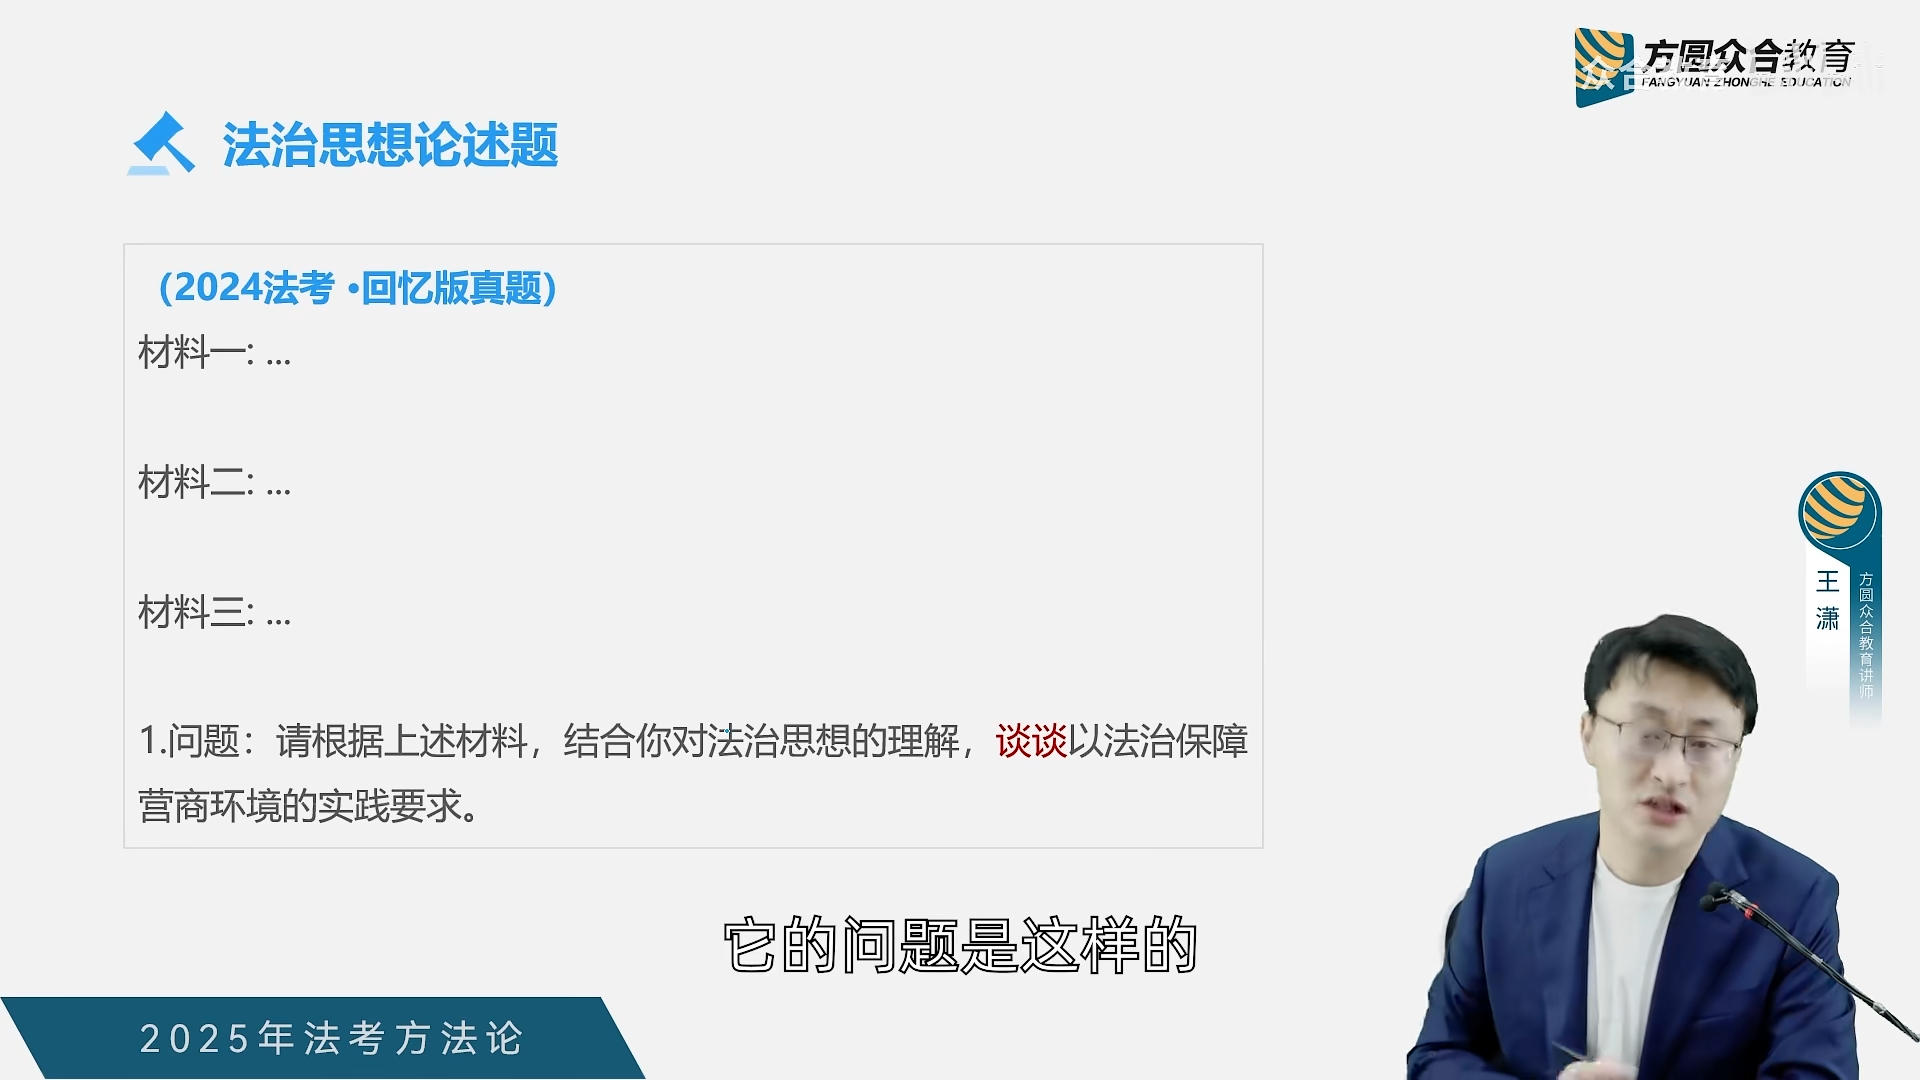 方圆众合教育
FANGYUAN ZHONGHE EDUCATION
法治思想论述题
（2024法考 •回忆版真题）
材料一: ...
材料二: ...
材料三: ...
1.问题：请根据上述材料，结合你对法治思想的理解，谈谈以法治保障
营商环境的实践要求。
王潇
方圆众合教育讲师
它的问题是这样的
2025年法考方法论